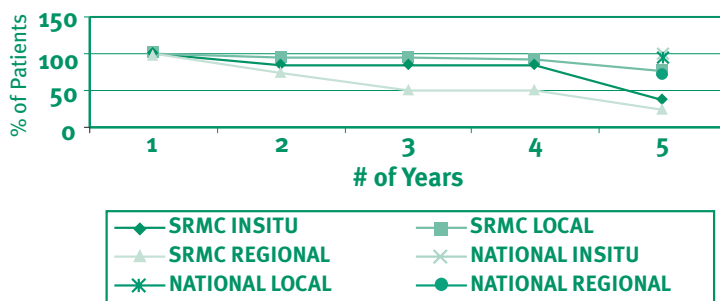 150
100
50
0
% of Patients
1 2 3 4 5
# of Years
SRMC INSITU SRMC LOCAL
SRMC REGIONAL NATIONAL INSITU
NATIONAL LOCAL NATIONAL REGIONAL